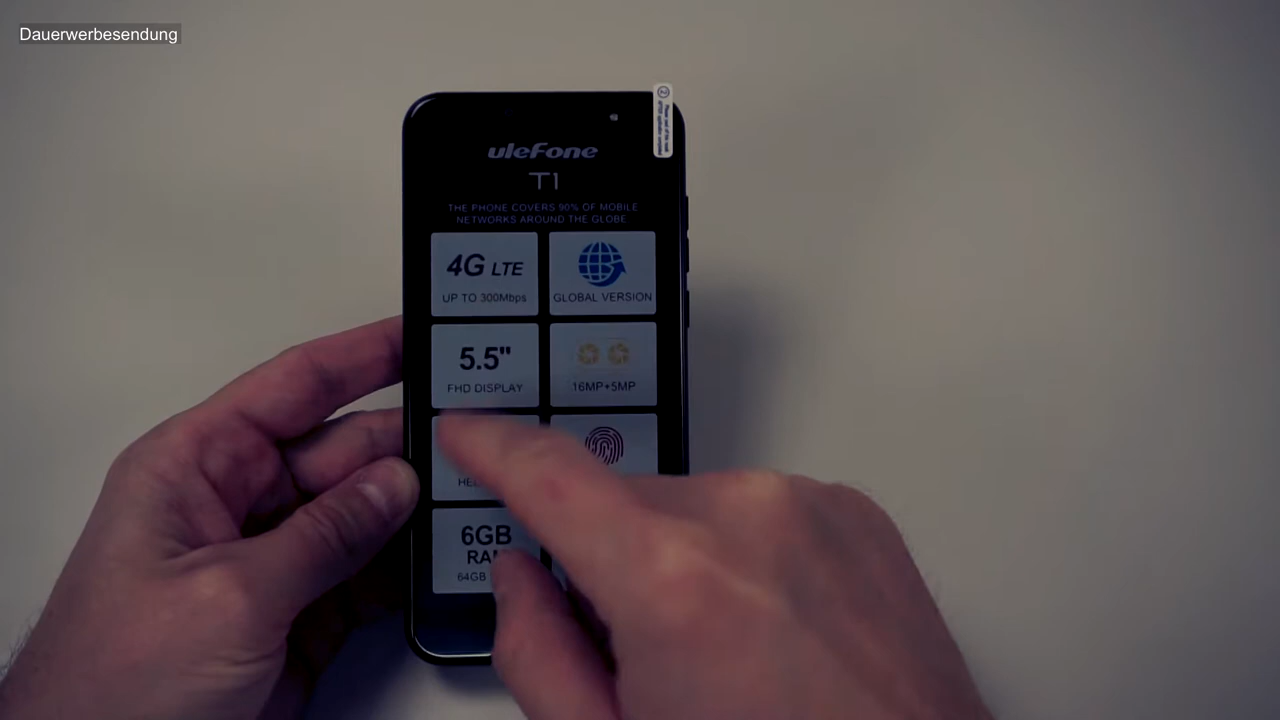 Dauerwerbesendung
uleFone
T1
THE PHONE COVERS 90% OF MOBILE
NETWORKS AROUND THE GLOBE
4G LTE
UP TO 300Mbps
GLOBAL VERSION
5.5"
FHD DISPLAY
16MP+5MP
6GB
64GB